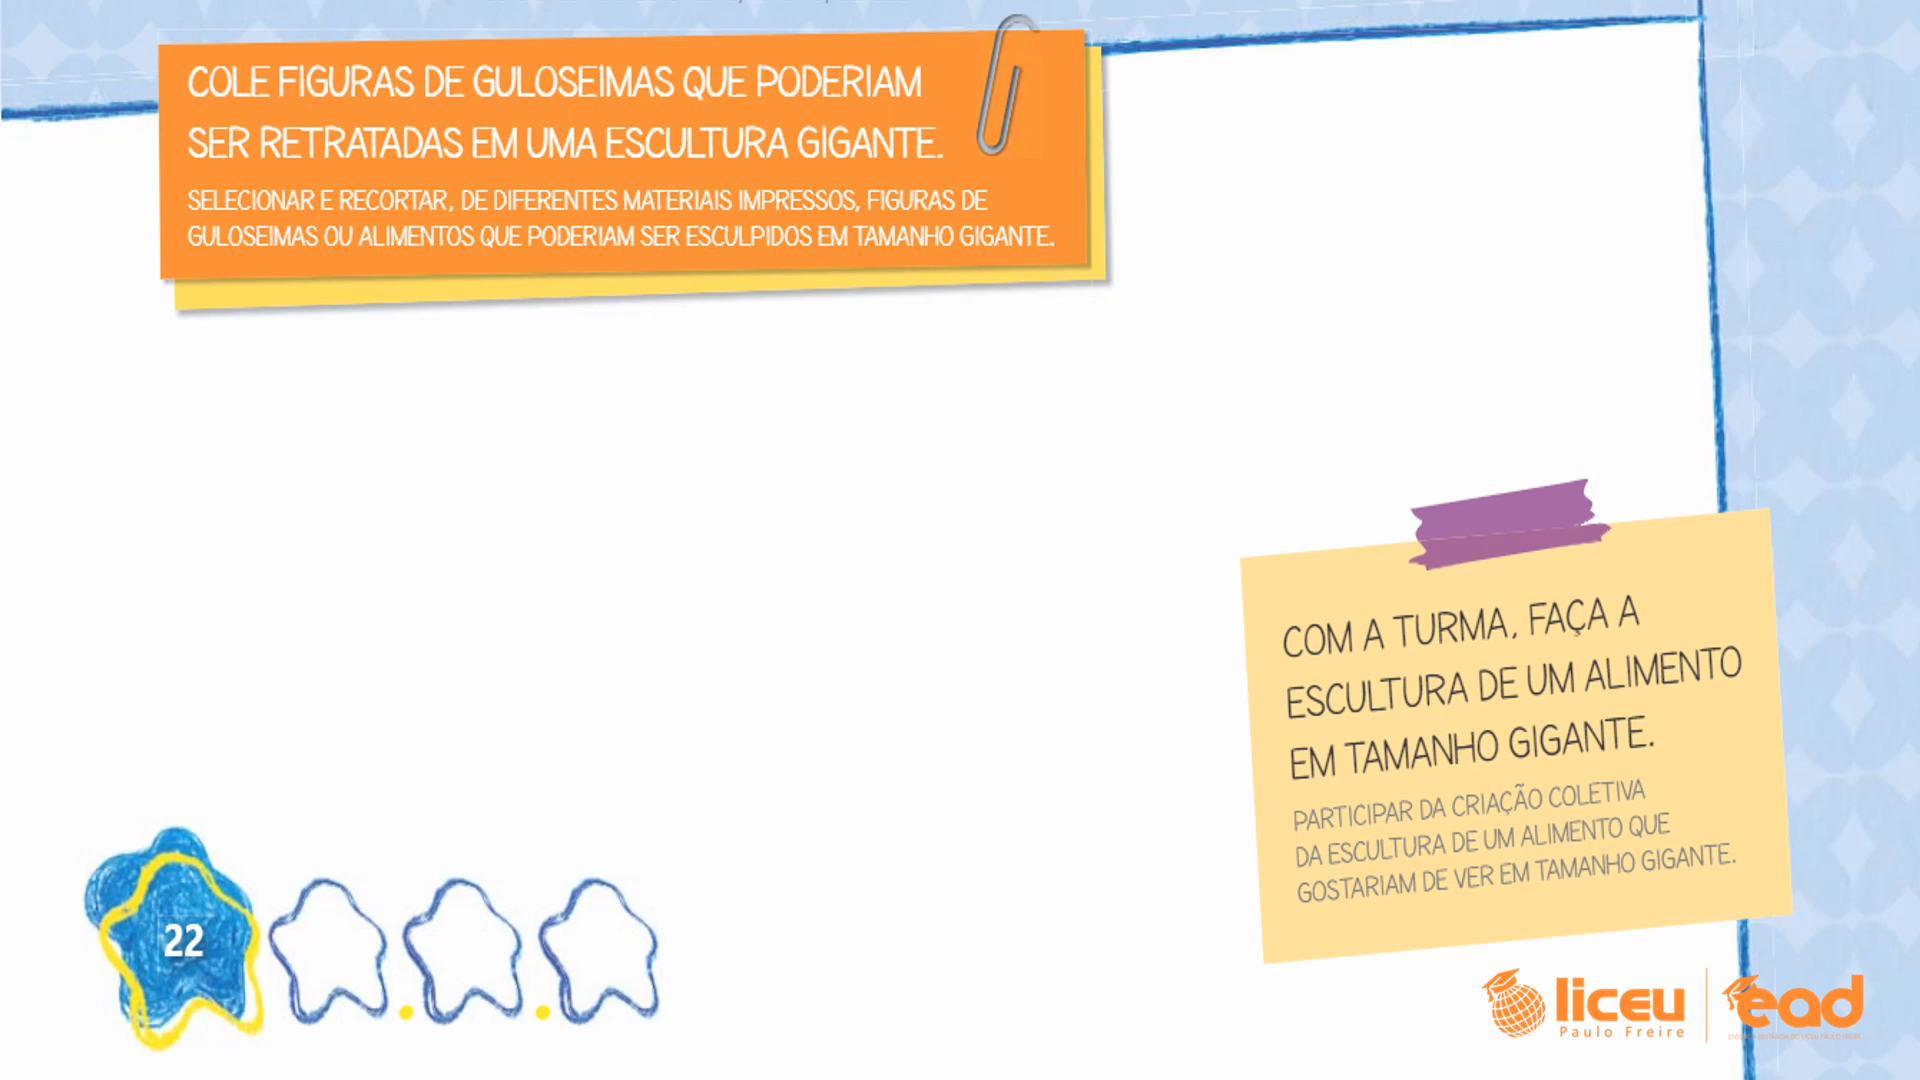 COLE FIGURAS DE GULOSEIMAS QUE PODERIAM
SER RETRATADAS EM UMA ESCULTURA GIGANTE.
SELECIONAR E RECORTAR, DE DIFERENTES MATERIAIS IMPRESSOS, FIGURAS DE
GULOSEIMAS OU ALIMENTOS QUE PODERIAM SER ESCULPIDOS EM TAMANHO GIGANTE.
COM A TURMA, FAÇA A
ESCULTURA DE UM ALIMENTO
EM TAMANHO GIGANTE.
PARTICIPAR DA CRIAÇÃO COLETIVA
DA ESCULTURA DE UM ALIMENTO QUE
GOSTARIAM DE VER EM TAMANHO GIGANTE.
22
liceu
Paulo Freire
ead